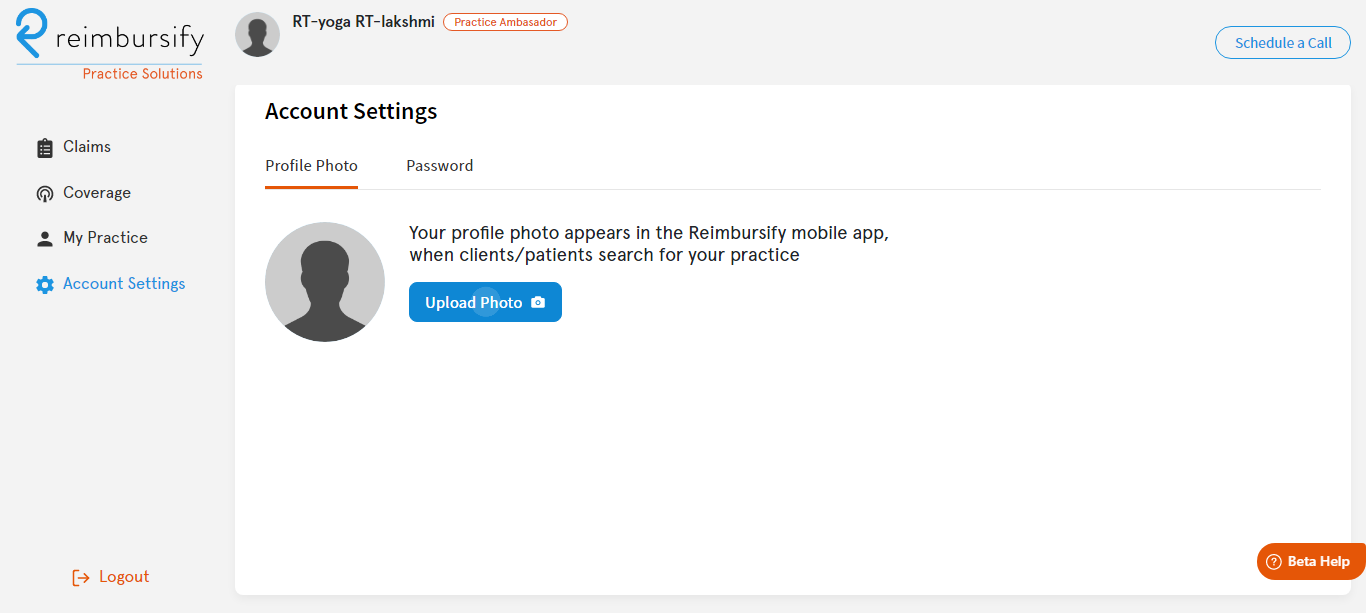 reimbursify
Practice Solutions
RT-yoga RT-lakshmi
Practice Ambasador
Schedule a Call
Claims
Coverage
My Practice
Account Settings
Logout
Account Settings
Profile Photo
Password
Your profile photo appears in the Reimbursify mobile app,
when clients/patients search for your practice
Upload Photo
Beta Help